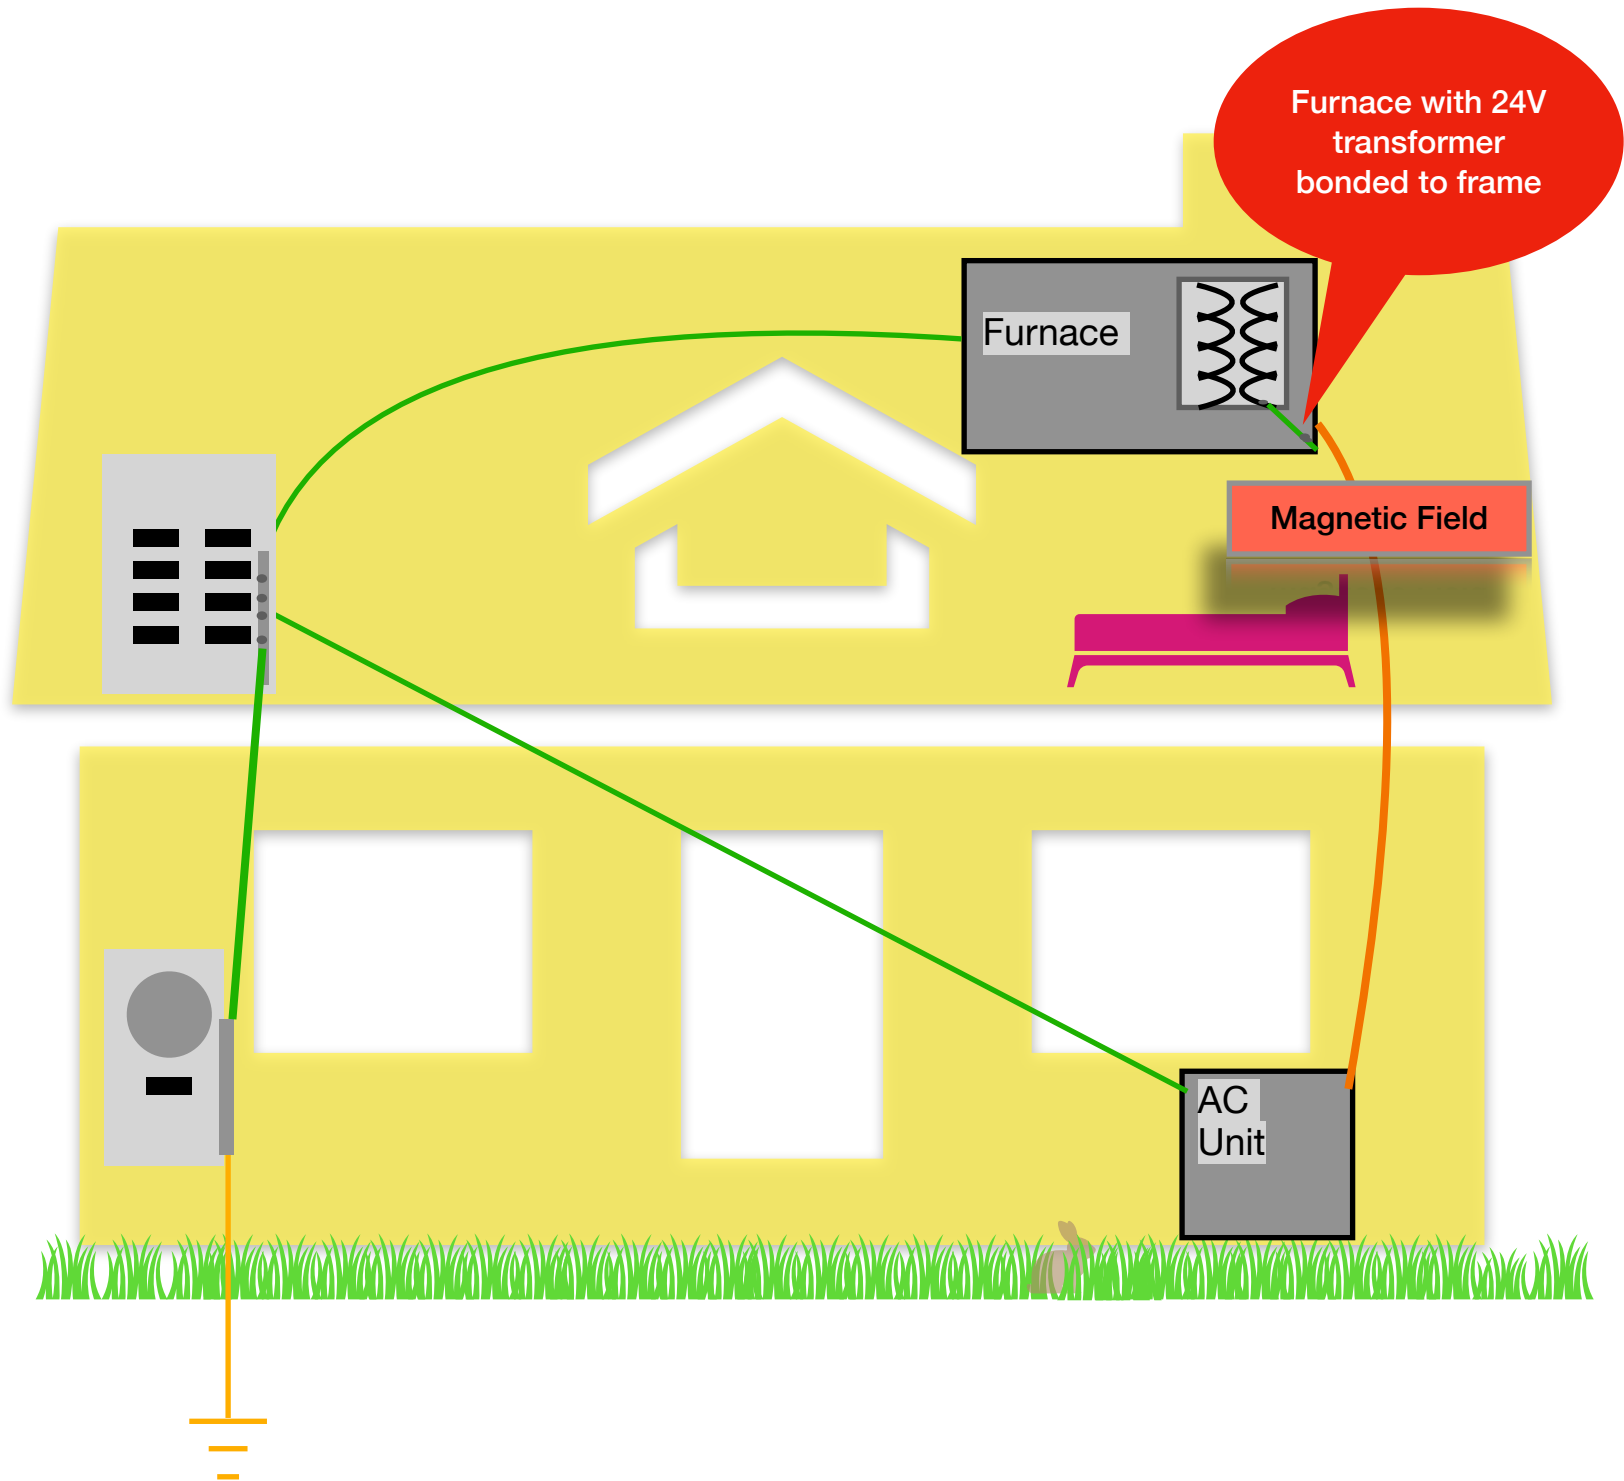 Furnace with 24V
transformer
bonded to frame
Furnace
Magnetic Field
AC
Unit